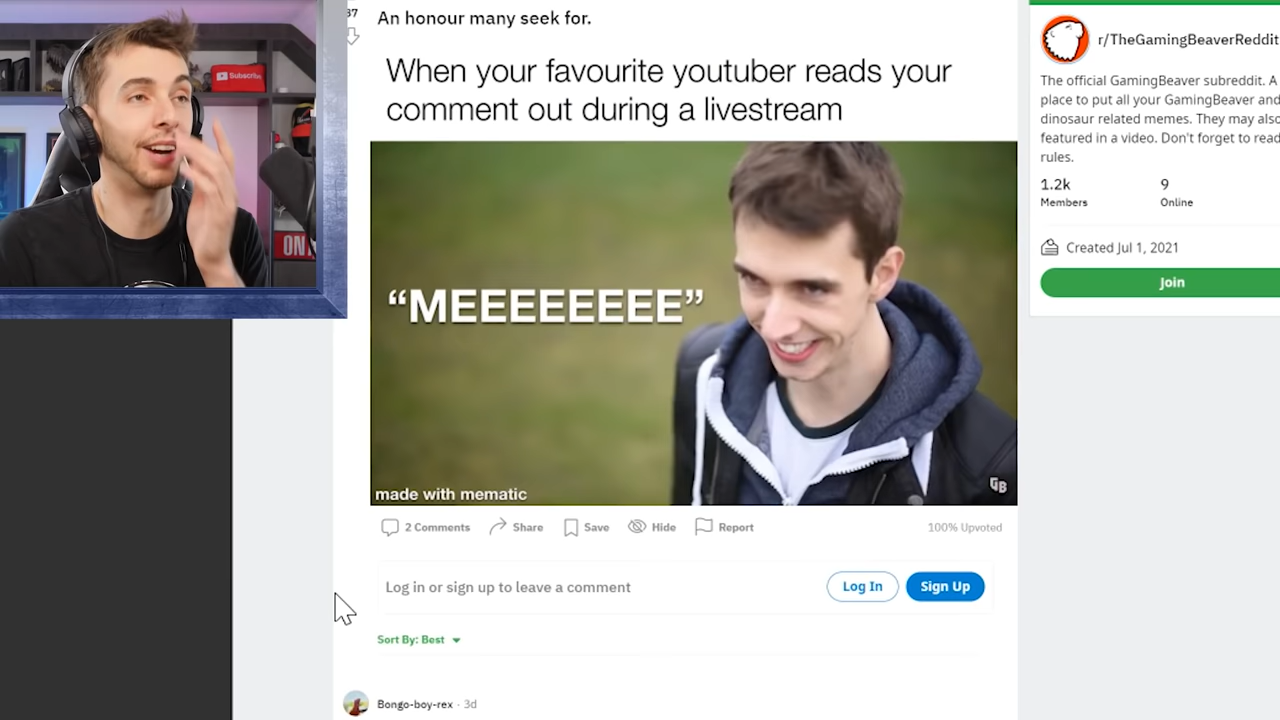 37
An honour many seek for.
When your favourite youtuber reads your
comment out during a livestream
“MEEEEEEEE”
made with mematic
GB
2 Comments
Share
Save
Hide
Report
100% Upvoted
Log in or sign up to leave a comment
Log In
Sign Up
Sort By: Best
Bongo-boy-rex · 3d
r/TheGamingBeaverReddit
The official GamingBeaver subreddit. A
place to put all your GamingBeaver and
dinosaur related memes. They may also
featured in a video. Don't forget to read
rules.
1.2k
Members
9
Online
Created Jul 1, 2021
Join
Subscribe
ON